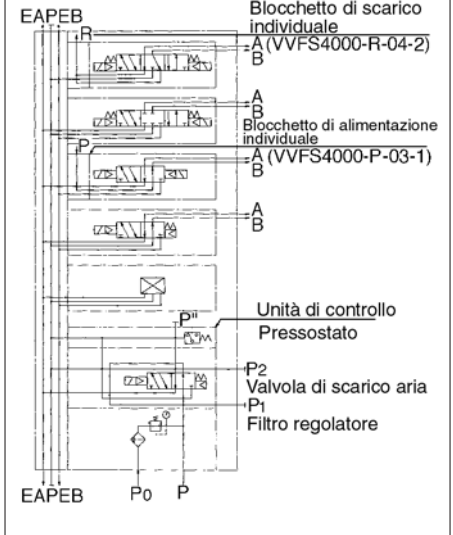 EAPEB
Blocchetto di scarico
individuale
R
A (VVFS4000-R-04-2)
B
A
B
Blocchetto di alimentazione
individuale
P
A (VVFS4000-P-03-1)
B
A
B
P"
Unità di controllo
Pressostato
P2
Valvola di scarico aria
P1
Filtro regolatore
EAPEB
P0
P